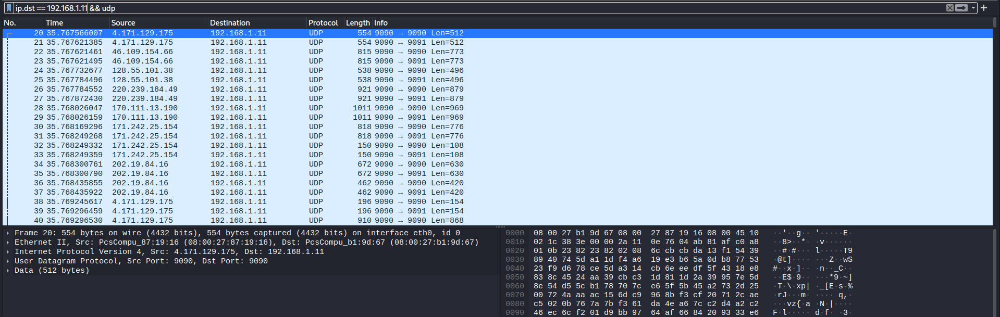 ip.dst == 192.168.1.11 && udp
No. Time Source Destination Protocol Length Info
20 35.767566007 4.171.129.175 192.168.1.11 UDP 554 9090 → 9090 Len=512
21 35.767621385 4.171.129.175 192.168.1.11 UDP 554 9090 → 9091 Len=512
22 35.767621461 46.109.154.66 192.168.1.11 UDP 815 9090 → 9090 Len=773
23 35.767621495 46.109.154.66 192.168.1.11 UDP 815 9090 → 9091 Len=773
24 35.767732677 128.55.101.38 192.168.1.11 UDP 538 9090 → 9090 Len=496
25 35.767784496 128.55.101.38 192.168.1.11 UDP 538 9090 → 9091 Len=496
26 35.767784552 220.239.184.49 192.168.1.11 UDP 921 9090 → 9090 Len=879
27 35.767872430 220.239.184.49 192.168.1.11 UDP 921 9090 → 9091 Len=879
28 35.768026047 170.111.13.190 192.168.1.11 UDP 1011 9090 → 9090 Len=969
29 35.768026159 170.111.13.190 192.168.1.11 UDP 1011 9090 → 9091 Len=969
30 35.768169296 171.242.25.154 192.168.1.11 UDP 818 9090 → 9090 Len=776
31 35.768249268 171.242.25.154 192.168.1.11 UDP 818 9090 → 9091 Len=776
32 35.768249332 171.242.25.154 192.168.1.11 UDP 150 9090 → 9090 Len=108
33 35.768249359 171.242.25.154 192.168.1.11 UDP 150 9090 → 9091 Len=108
34 35.768300761 202.19.84.16 192.168.1.11 UDP 672 9090 → 9090 Len=630
35 35.768300790 202.19.84.16 192.168.1.11 UDP 672 9090 → 9091 Len=630
36 35.768435855 202.19.84.16 192.168.1.11 UDP 462 9090 → 9090 Len=420
37 35.768435922 202.19.84.16 192.168.1.11 UDP 462 9090 → 9091 Len=420
38 35.769245617 4.171.129.175 192.168.1.11 UDP 196 9090 → 9090 Len=154
39 35.769296459 4.171.129.175 192.168.1.11 UDP 196 9090 → 9091 Len=154
40 35.769296530 4.171.129.175 192.168.1.11 UDP 910 9090 → 9090 Len=868
Frame 20: 554 bytes on wire (4432 bits), 554 bytes captured (4432 bits) on interface eth0, id 0
Ethernet II, Src: PcsCompu_87:19:16 (08:00:27:87:19:16), Dst: PcsCompu_b1:9d:67 (08:00:27:b1:9d:67)
Internet Protocol Version 4, Src: 4.171.129.175, Dst: 192.168.1.11
User Datagram Protocol, Src Port: 9090, Dst Port: 9090
Data (512 bytes)
0000 08 00 27 b1 9d 67 08 00 27 87 19 16 08 00 45 10 ··'··g·· '·····E·
0010 02 1c 38 3e 00 00 2a 11 0e 76 04 ab 81 af c0 a8 ··8>··*· ·v······
0020 01 0b 23 82 23 82 02 08 6c cb cb da 13 f1 54 39 ··#·#··· l·····T9
0030 89 40 74 5d a1 1d f4 a6 19 e3 b6 5a 0d b8 77 53 ·@t]···· ···Z··wS
0040 23 f9 d6 78 ce 5d a3 14 cb 6e ee df 5f 43 18 e8 #··x·]·· ·n··_C··
0050 83 8c 45 24 aa 39 cb c3 1d 81 1d 2a 39 95 7e 5d ··E$·9·· ···*9·~]
0060 8e 54 d5 5c b1 78 70 7c e6 5f 5b 45 a2 73 2d 25 ·T·\·xp| ·_[E·s-%
0070 00 72 4a aa ac 15 6d c9 96 8b f3 cf 20 71 2c ae ·rJ···m· ···· q,·
0080 c5 02 0b 76 7a 7b f3 61 da 4e a6 7c c2 d4 a2 c2 ···vz{·a ·N·|····
0090 46 ec 6c f2 01 d9 bb 97 64 af 66 84 20 93 33 e6 F·l····· d·f· ·3·